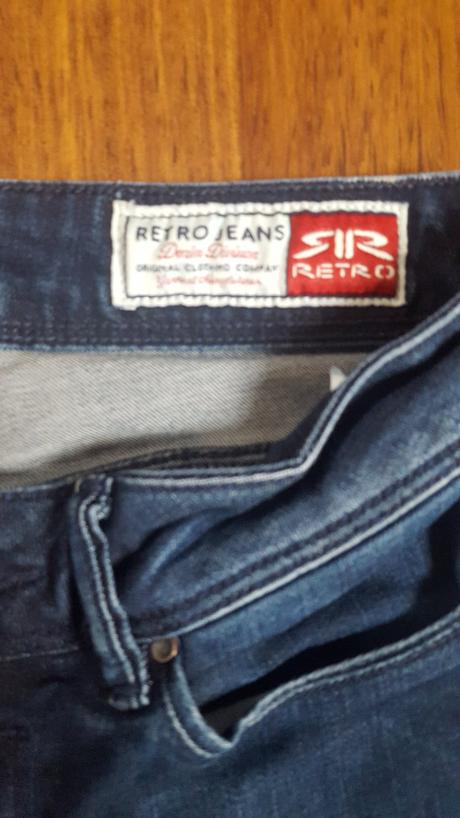 RETRO JEANS
Denim Division
ORIGINAL CLOTHING COMPANY
RETRO